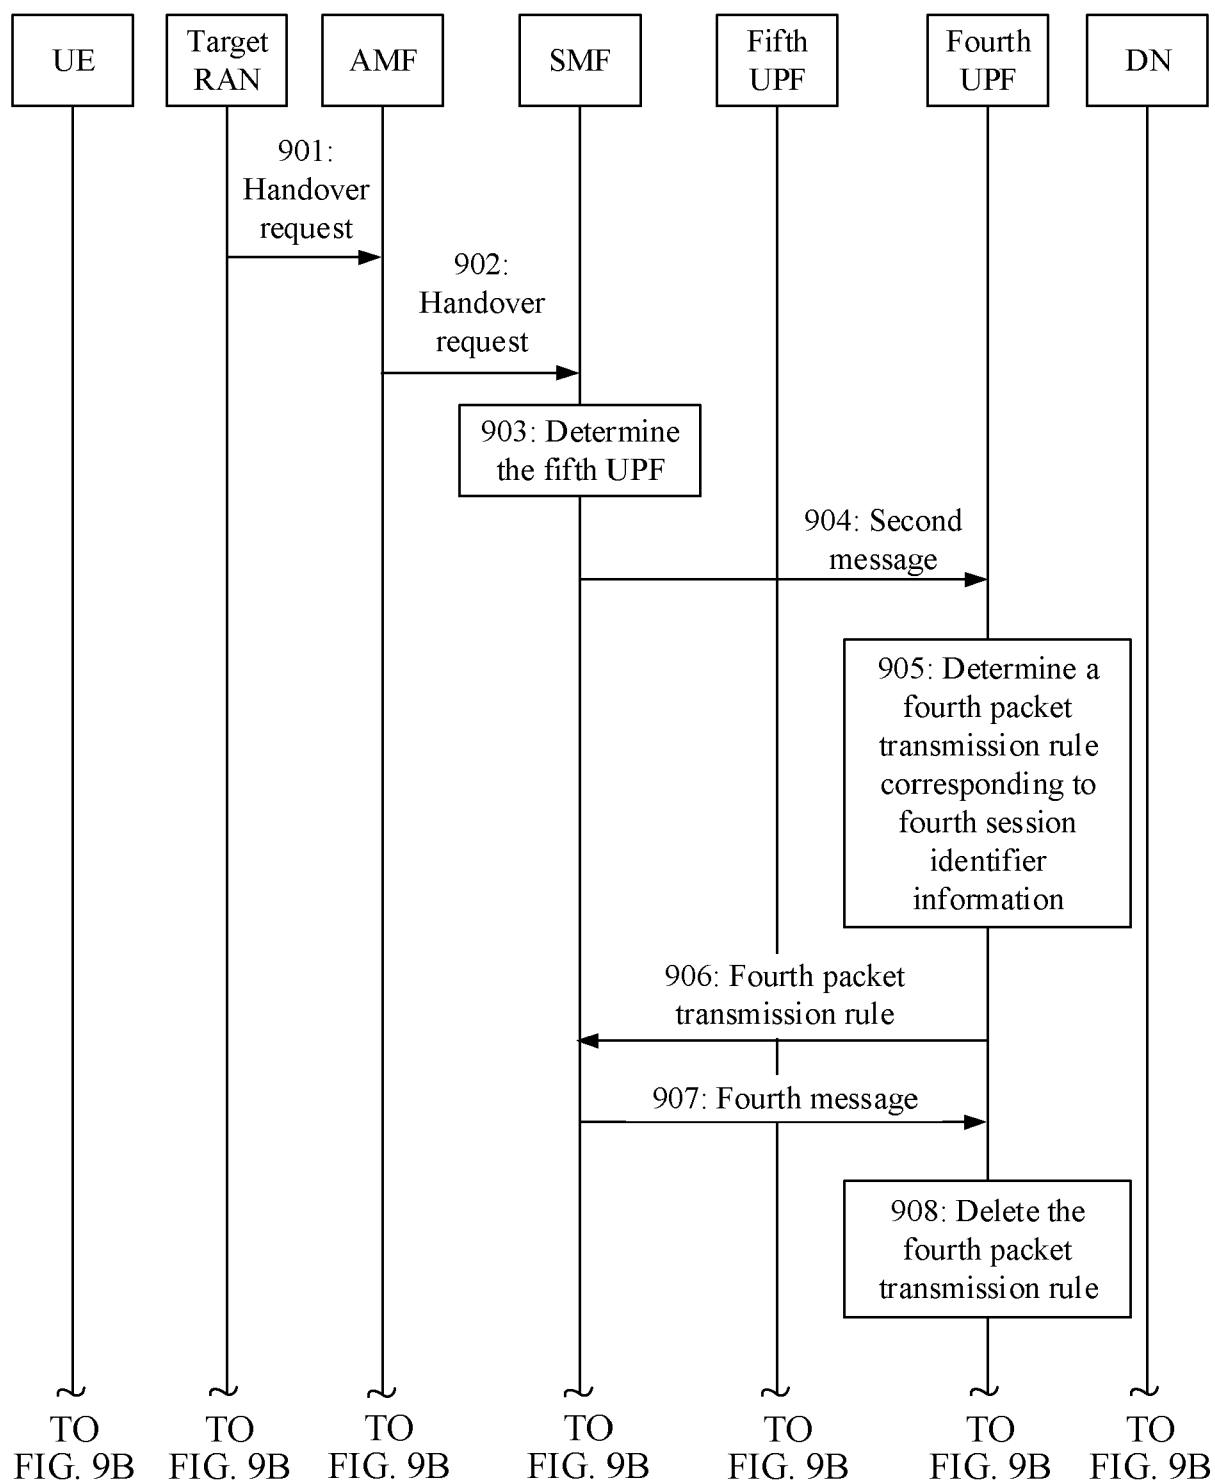 UE
Target
RAN
AMF
SMF
Fifth
UPF
Fourth
UPF
DN
901:
Handover
request
902:
Handover
request
903: Determine
the fifth UPF
904: Second
message
905: Determine a
fourth packet
transmission rule
corresponding to
fourth session
identifier
information
906: Fourth packet
transmission rule
907: Fourth message
908: Delete the
fourth packet
transmission rule
TO
FIG. 9B
TO
FIG. 9B
TO
FIG. 9B
TO
FIG. 9B
TO
FIG. 9B
TO
FIG. 9B
TO
FIG. 9B